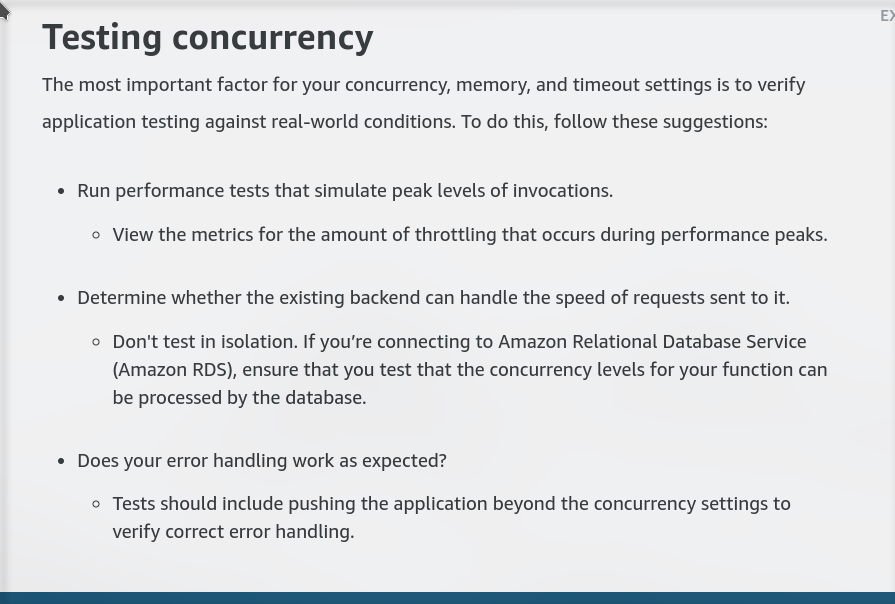 EX
Testing concurrency
The most important factor for your concurrency, memory, and timeout settings is to verify
application testing against real-world conditions. To do this, follow these suggestions:
• Run performance tests that simulate peak levels of invocations.
◦ View the metrics for the amount of throttling that occurs during performance peaks.
• Determine whether the existing backend can handle the speed of requests sent to it.
◦ Don't test in isolation. If you’re connecting to Amazon Relational Database Service
(Amazon RDS), ensure that you test that the concurrency levels for your function can
be processed by the database.
• Does your error handling work as expected?
◦ Tests should include pushing the application beyond the concurrency settings to
verify correct error handling.